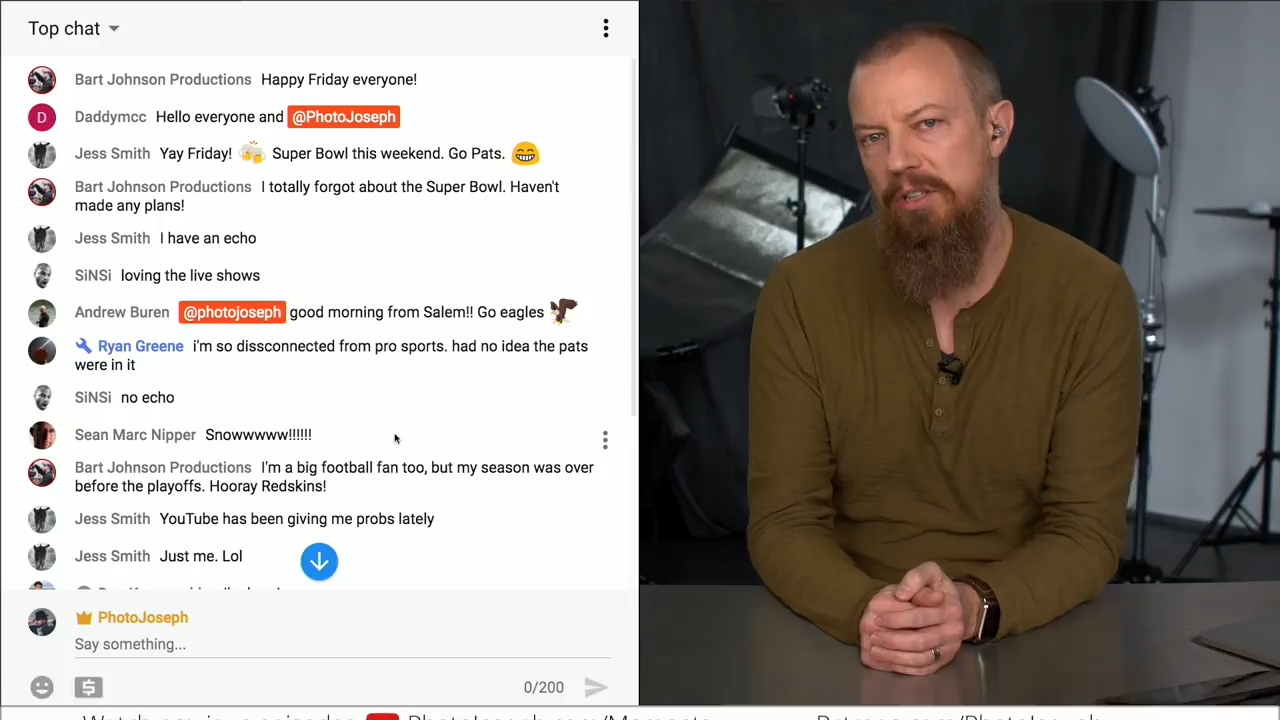 Top chat
Bart Johnson Productions Happy Friday everyone!
D Daddymcc Hello everyone and @PhotoJoseph
Jess Smith Yay Friday! Super Bowl this weekend. Go Pats.
Bart Johnson Productions I totally forgot about the Super Bowl. Haven't
made any plans!
Jess Smith I have an echo
SiNSi loving the live shows
Andrew Buren @photojoseph good morning from Salem!! Go eagles
Ryan Greene i'm so dissconnected from pro sports. had no idea the pats
were in it
SiNSi no echo
Sean Marc Nipper Snowwwww!!!!!!
Bart Johnson Productions I'm a big football fan too, but my season was over
before the playoffs. Hooray Redskins!
Jess Smith YouTube has been giving me probs lately
Jess Smith Just me. Lol
PhotoJoseph
Say something...
0/200